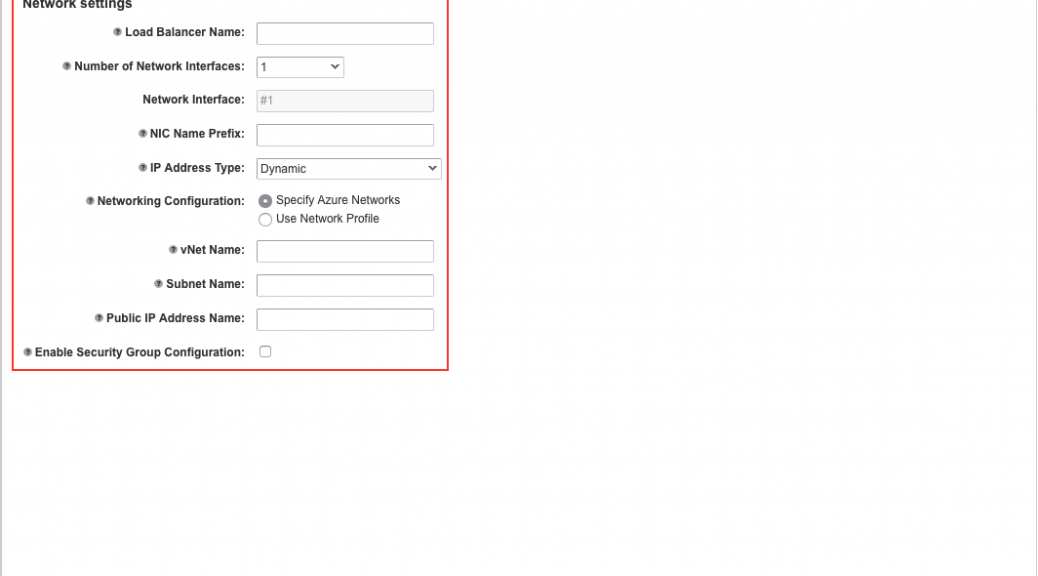 Network settings
Load Balancer Name:
Number of Network Interfaces: 1
Network Interface: #1
NIC Name Prefix:
IP Address Type: Dynamic
Networking Configuration: Specify Azure Networks
Use Network Profile
vNet Name:
Subnet Name:
Public IP Address Name:
Enable Security Group Configuration: